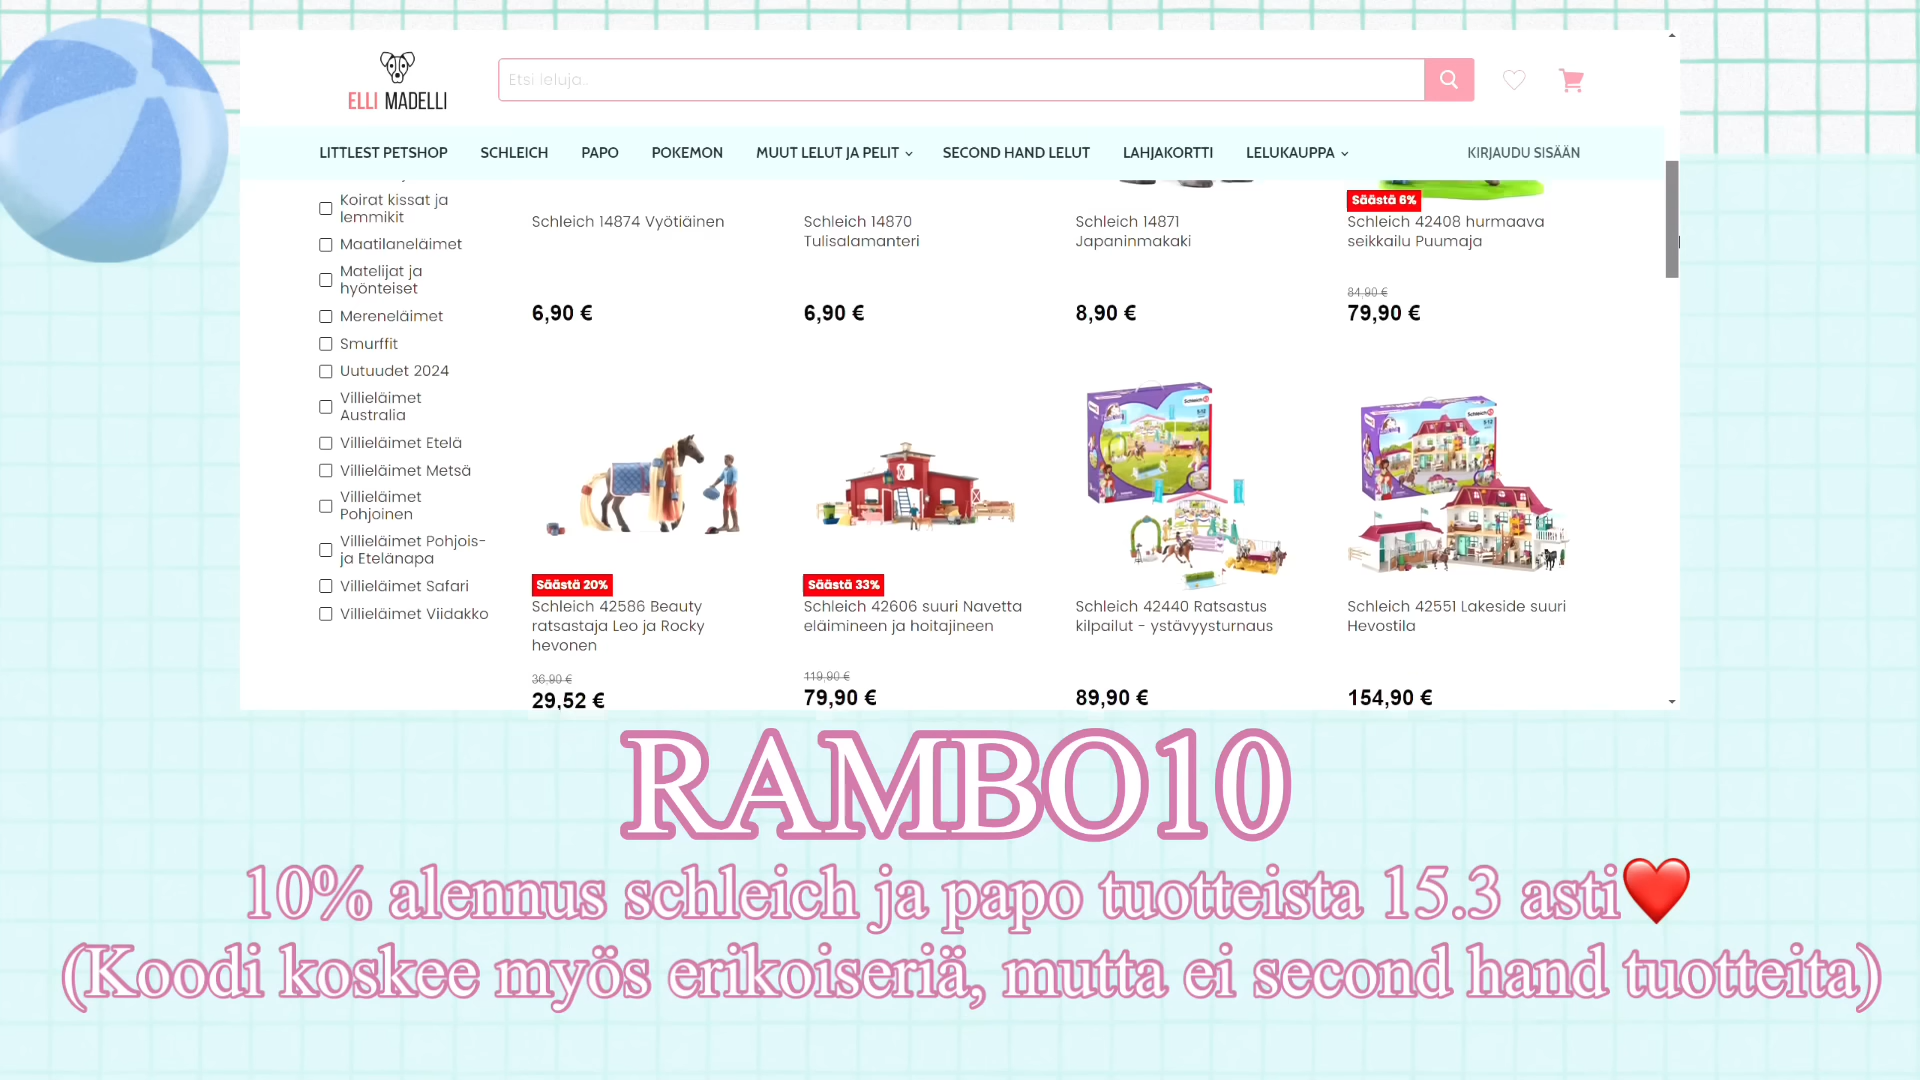 ELLI MADELLI
Etsi leluja..
LITTLEST PETSHOP SCHLEICH PAPO POKEMON MUUT LELUT JA PELIT SECOND HAND LELUT LAHJAKORTTI LELUKAUPPA KIRJAUDU SISÄÄN
Koirat kissat ja
lemmikit
Maatilaneläimet
Matelijat ja
hyönteiset
Mereneläimet
Smurffit
Uutuudet 2024
Villieläimet
Australia
Villieläimet Etelä
Villieläimet Metsä
Villieläimet
Pohjoinen
Villieläimet Pohjois-
ja Etelänapa
Villieläimet Safari
Villieläimet Viidakko
Schleich 14874 Vyötiäinen
6,90 €
Schleich 14870
Tulisalamanteri
6,90 €
Schleich 14871
Japaninmakaki
8,90 €
Säästä 6%
Schleich 42408 hurmaava
seikkailu Puumaja
84,90 €
79,90 €
Säästä 20%
Schleich 42586 Beauty
ratsastaja Leo ja Rocky
hevonen
36,90 €
29,52 €
Säästä 33%
Schleich 42606 suuri Navetta
eläimineen ja hoitajineen
119,90 €
79,90 €
Schleich 42440 Ratsastus
kilpailut - ystävyysturnaus
89,90 €
Schleich 42551 Lakeside suuri
Hevostila
154,90 €
RAMBO10
10% alennus schleich ja papo tuotteista 15.3 asti❤️
(Koodi koskee myös erikoiseriä, mutta ei second hand tuotteita)